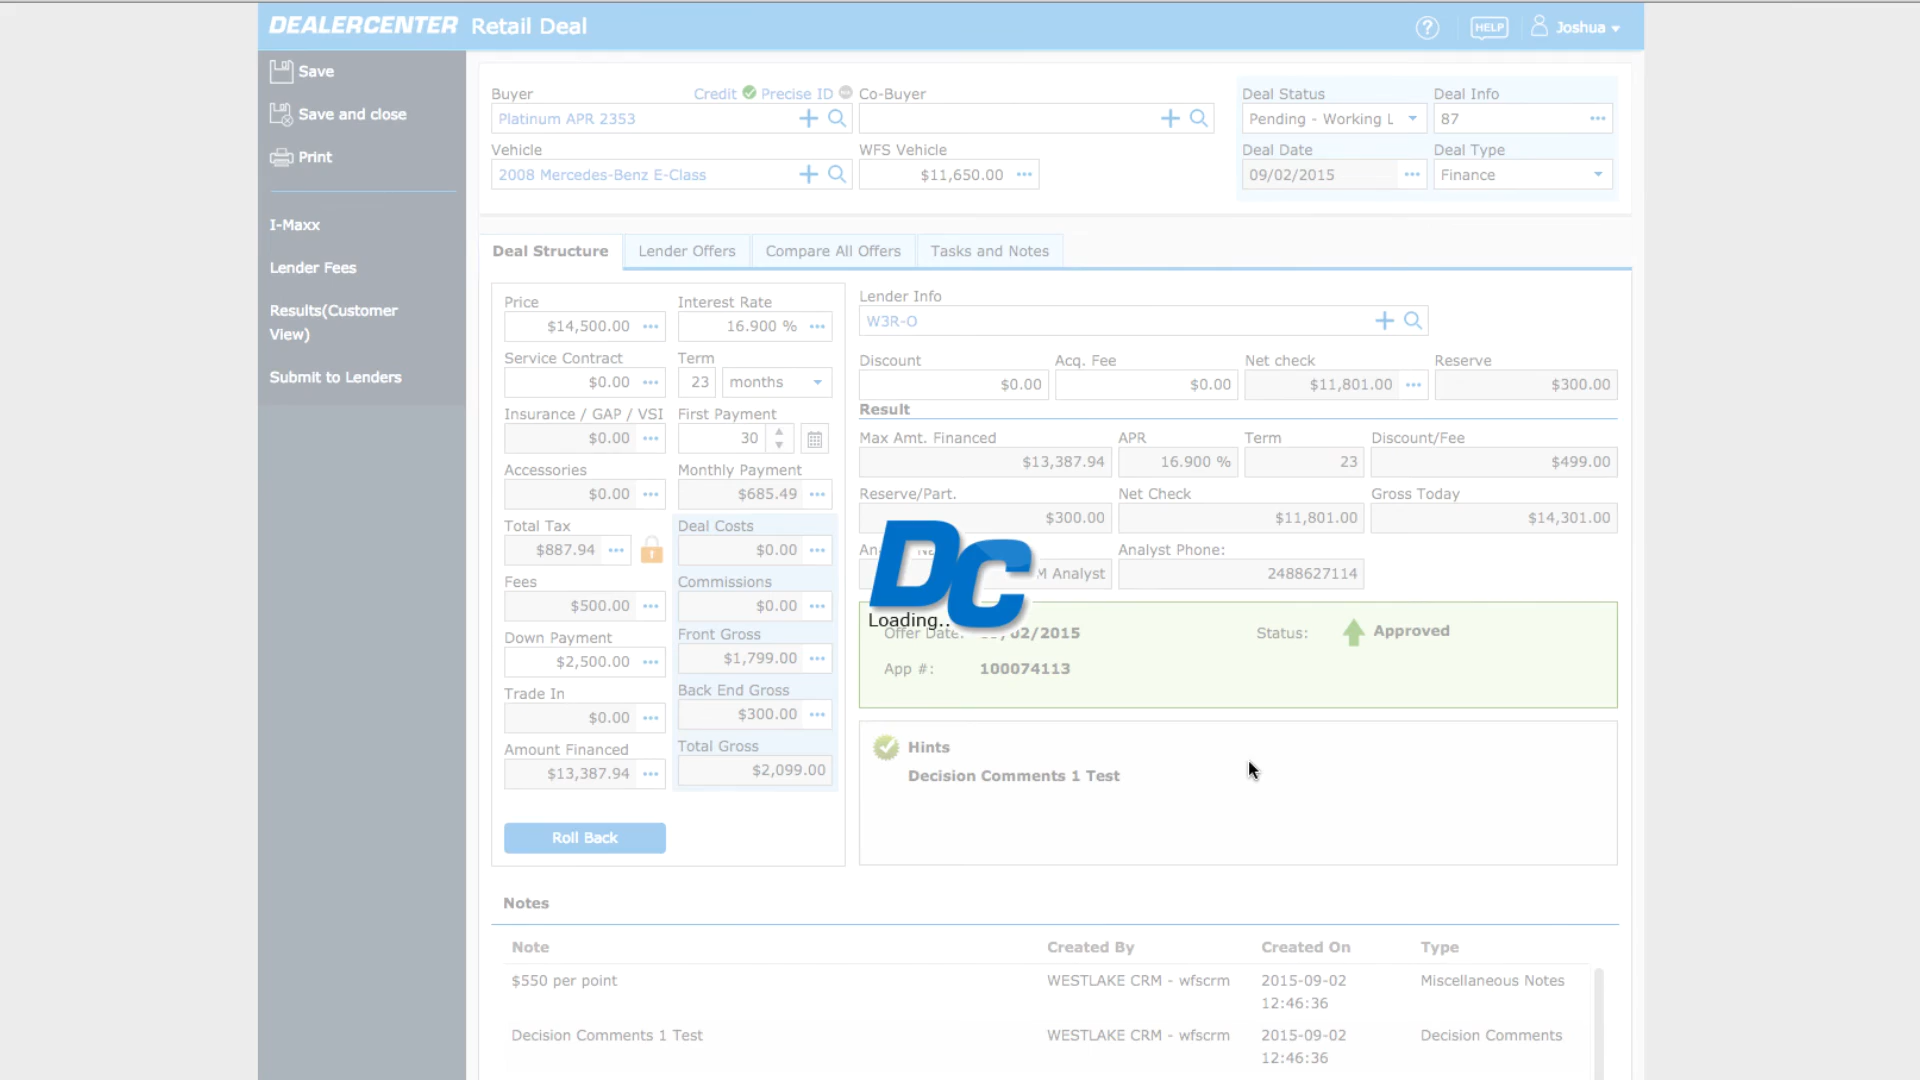 DEALERCENTER Retail Deal
HELP
Joshua
Save
Save and close
Print
I-Maxx
Lender Fees
Results(Customer
View)
Submit to Lenders
Buyer
Credit
Precise ID
Co-Buyer
Platinum APR 2353
Vehicle
WFS Vehicle
2008 Mercedes-Benz E-Class
$11,650.00
Deal Status
Deal Info
Pending - Working L
87
Deal Date
Deal Type
09/02/2015
Finance
Deal Structure
Lender Offers
Compare All Offers
Tasks and Notes
Price
Interest Rate
$14,500.00
16.900 %
Service Contract
Term
$0.00
23
months
Insurance / GAP / VSI
First Payment
$0.00
30
Accessories
Monthly Payment
$0.00
$685.49
Total Tax
Deal Costs
$887.94
$0.00
Fees
Commissions
$500.00
$0.00
Down Payment
Front Gross
$2,500.00
$1,799.00
Trade In
Back End Gross
$0.00
$300.00
Amount Financed
Total Gross
$13,387.94
$2,099.00
Roll Back
Lender Info
W3R-O
Discount
Acq. Fee
Net check
Reserve
$0.00
$0.00
$11,801.00
$300.00
Result
Max Amt. Financed
APR
Term
Discount/Fee
$13,387.94
16.900 %
23
$499.00
Reserve/Part.
Net Check
Gross Today
$300.00
$11,801.00
$14,301.00
Analyst Phone:
Analyst
2488627114
DC
Loading..
Offer Date:
02/2015
Status:
Approved
App #:
100074113
Hints
Decision Comments 1 Test
Notes
Note
Created By
Created On
Type
$550 per point
WESTLAKE CRM - wfscrm
2015-09-02
12:46:36
Miscellaneous Notes
Decision Comments 1 Test
WESTLAKE CRM - wfscrm
2015-09-02
12:46:36
Decision Comments